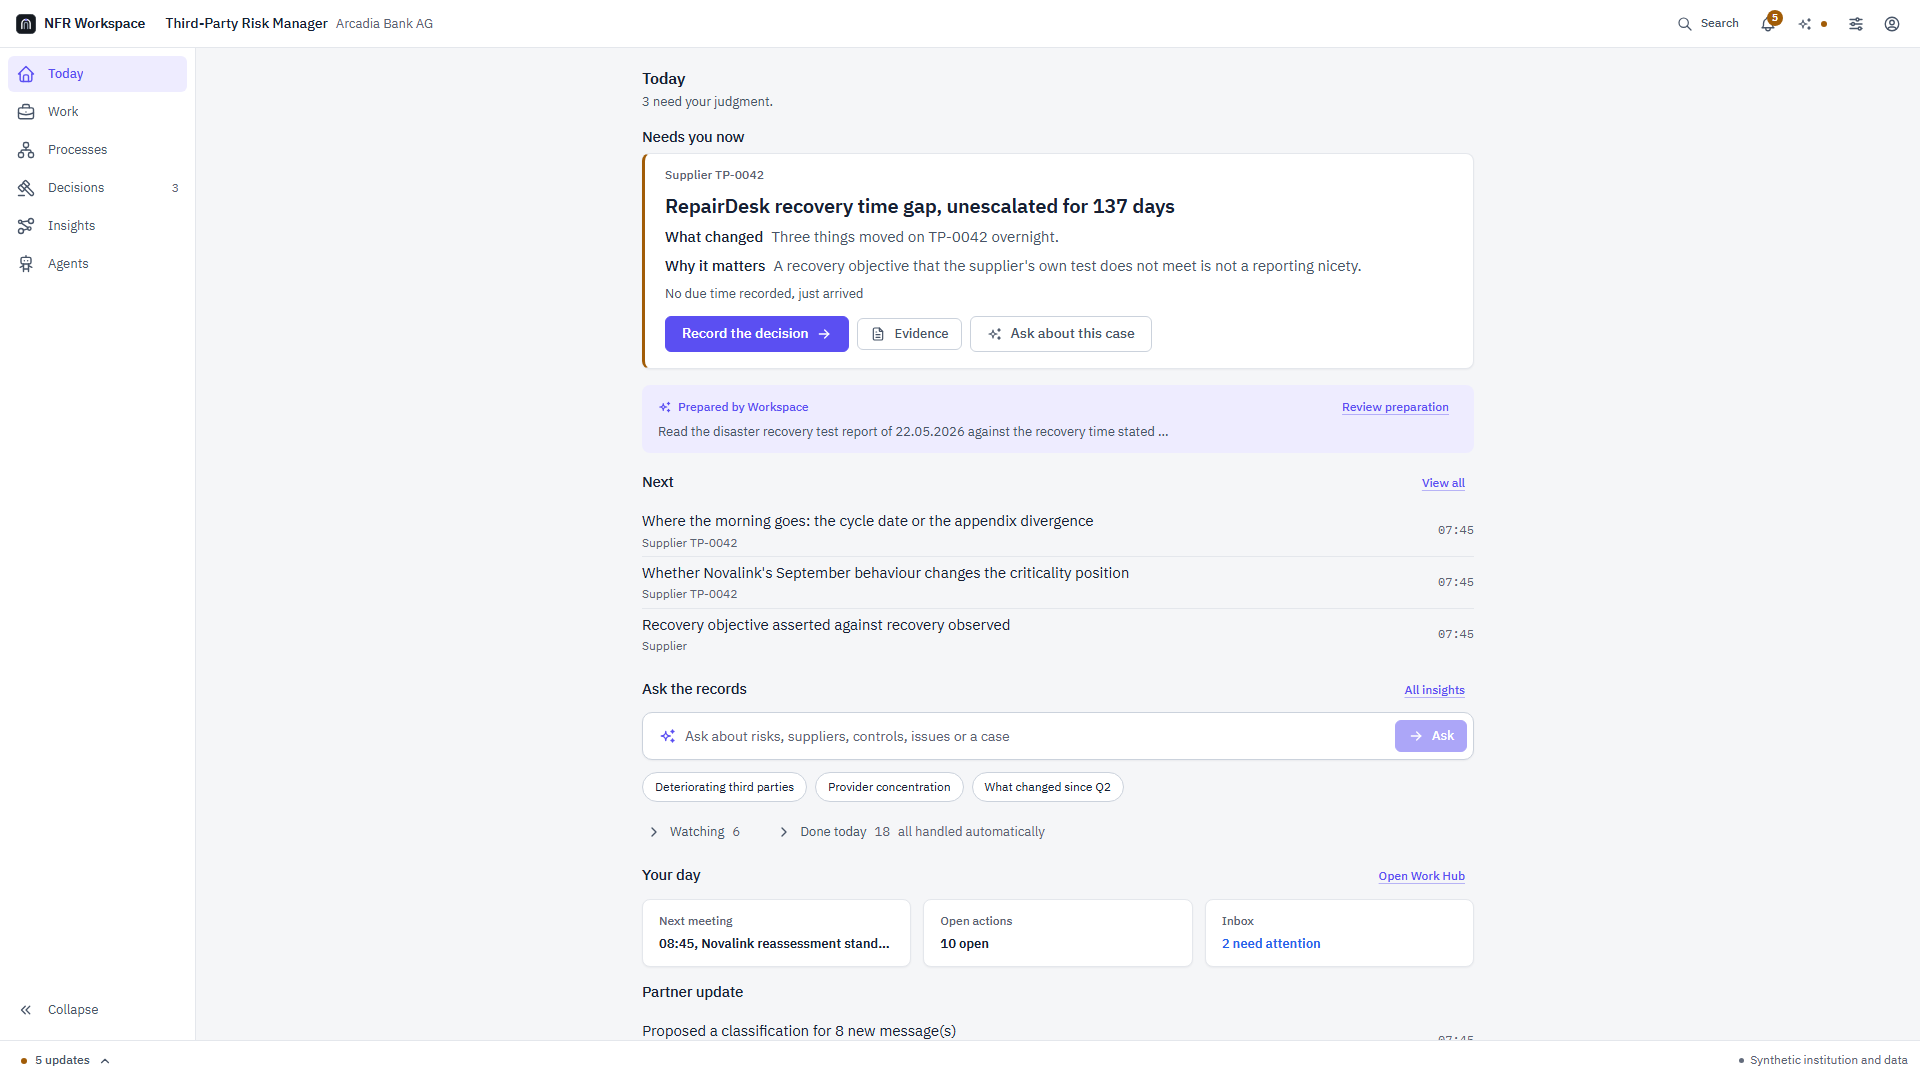 NFR Workspace
Third-Party Risk Manager Arcadia Bank AG
Search
5
Today
Work
Processes
Decisions 3
Insights
Agents
Collapse
Today
3 need your judgment.
Needs you now
Supplier TP-0042
RepairDesk recovery time gap, unescalated for 137 days
What changed Three things moved on TP-0042 overnight.
Why it matters A recovery objective that the supplier's own test does not meet is not a reporting nicety.
No due time recorded, just arrived
Record the decision
Evidence
Ask about this case
Prepared by Workspace
Review preparation
Read the disaster recovery test report of 22.05.2026 against the recovery time stated ...
Next
View all
Where the morning goes: the cycle date or the appendix divergence
Supplier TP-0042
07:45
Whether Novalink's September behaviour changes the criticality position
Supplier TP-0042
07:45
Recovery objective asserted against recovery observed
Supplier
07:45
Ask the records
All insights
Ask about risks, suppliers, controls, issues or a case
Ask
Deteriorating third parties
Provider concentration
What changed since Q2
Watching 6
Done today 18 all handled automatically
Your day
Open Work Hub
Next meeting
08:45, Novalink reassessment stand...
Open actions
10 open
Inbox
2 need attention
Partner update
Proposed a classification for 8 new message(s)
07:45
5 updates
Synthetic institution and data